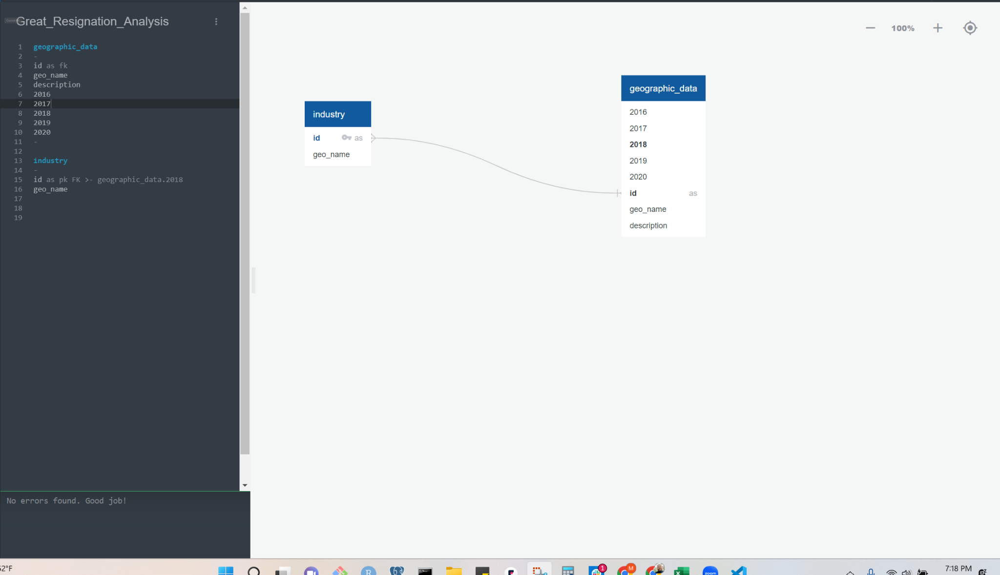 Great_Resignation_Analysis
1 geographic_data
2 -
3 id as fk
4 geo_name
5 description
6 2016
7 2017
8 2018
9 2019
10 2020
11 -
12
13 industry
14 -
15 id as pk FK >- geographic_data.2018
16 geo_name
17
18
19
No errors found. Good job!
100%
industry
id as
geo_name
geographic_data
2016
2017
2018
2019
2020
id as
geo_name
description
52°F
R
1
M
X
zoom
7:18 PM